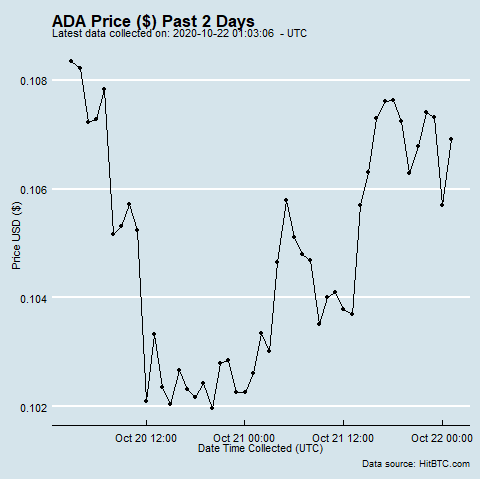 ADA Price ($) Past 2 Days
Latest data collected on: 2020-10-22 01:03:06  - UTC
0.108
0.106
0.104
0.102
Price USD ($)
Oct 20 12:00
Oct 21 00:00
Oct 21 12:00
Oct 22 00:00
Date Time Collected (UTC)
Data source: HitBTC.com